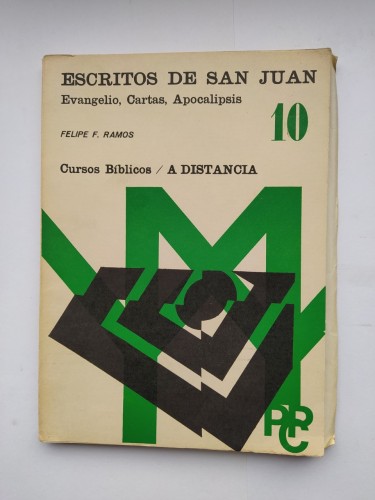 ESCRITOS DE SAN JUAN
Evangelio, Cartas, Apocalipsis
10
FELIPE F. RAMOS
Cursos Bíblicos / A DISTANCIA
PPC